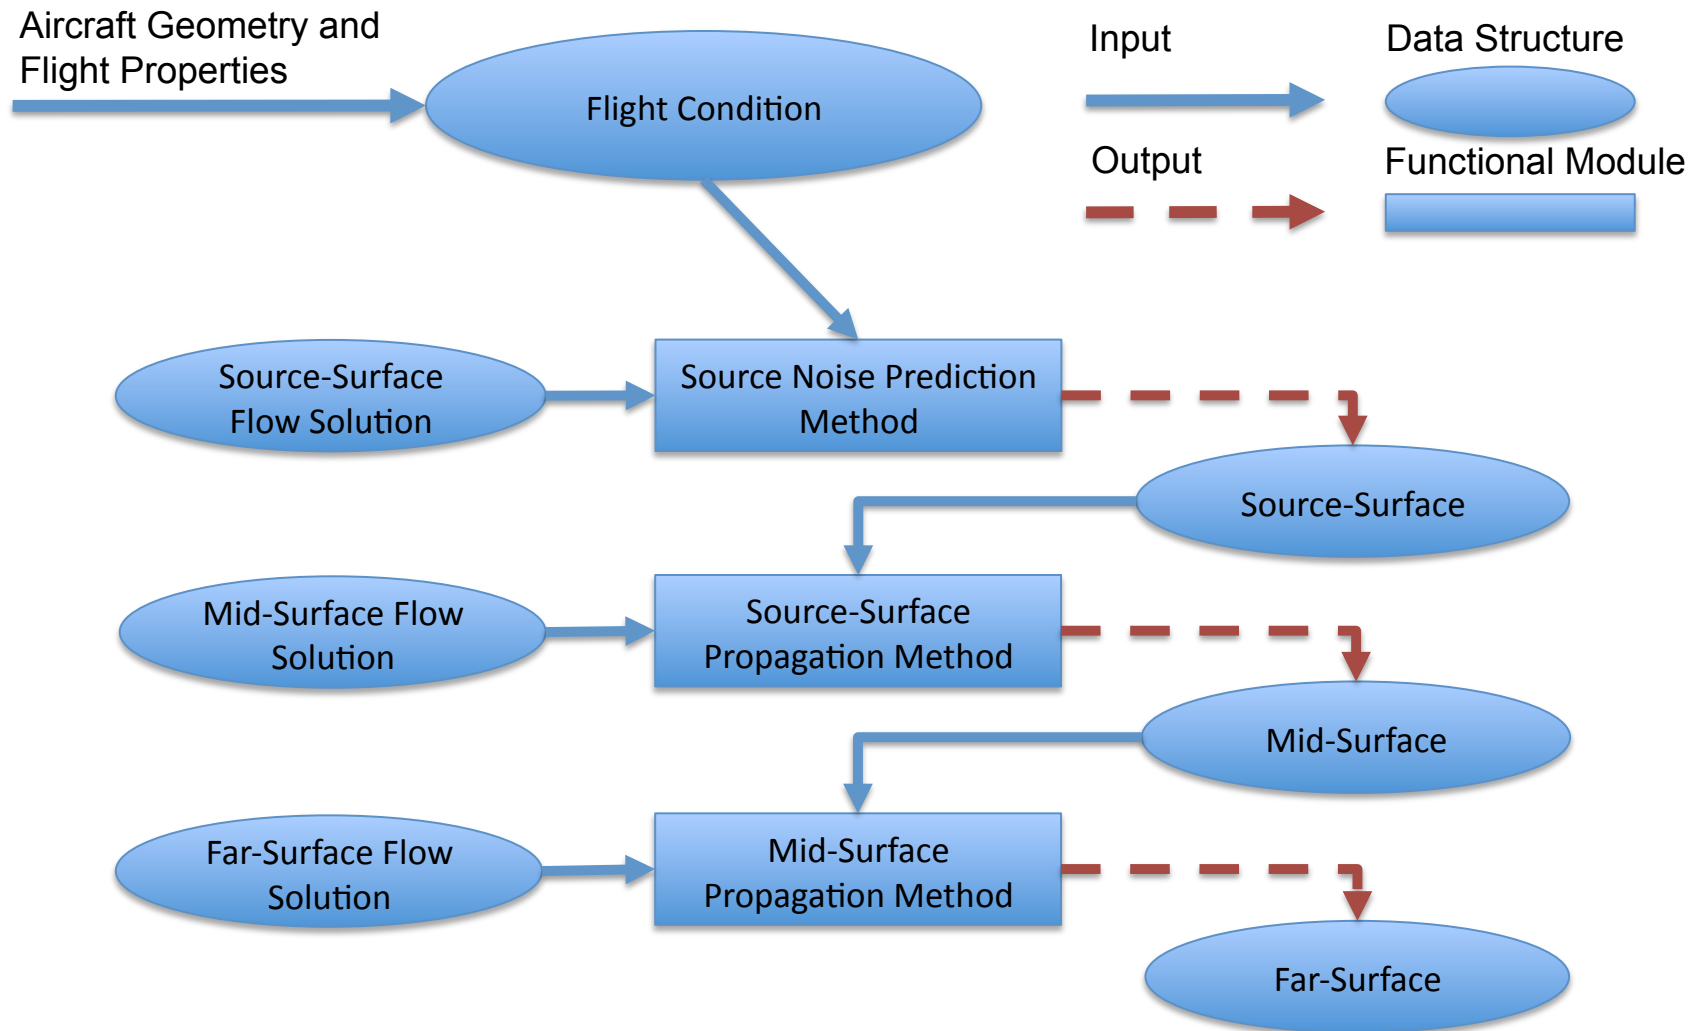 Aircraft Geometry and
Flight Properties
Flight Condition
Input
Data Structure
Output
Functional Module
Source-Surface
Flow Solution
Source Noise Prediction
Method
Source-Surface
Mid-Surface Flow
Solution
Source-Surface
Propagation Method
Mid-Surface
Far-Surface Flow
Solution
Mid-Surface
Propagation Method
Far-Surface